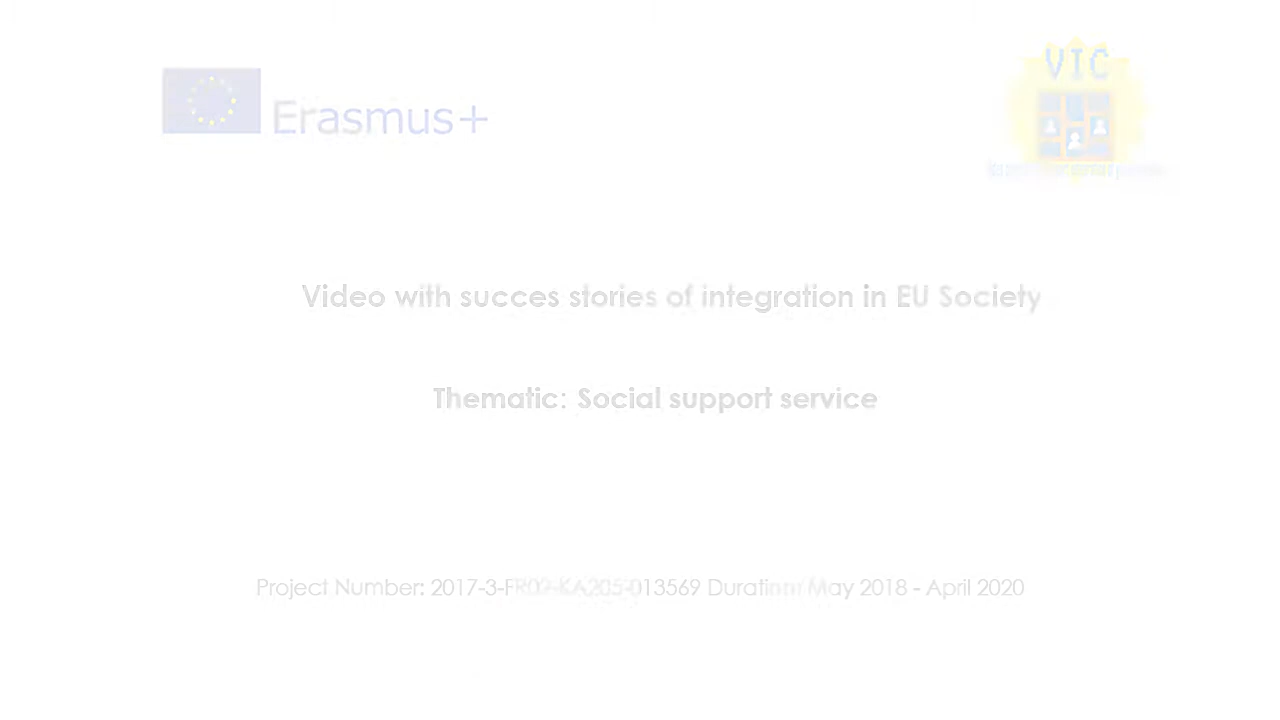 VIC
Erasmus+
Video with succes stories of integration in EU Society
Thematic: Social support service
Project Number: 2017-3-FR02-KA205-013569 Duration: May 2018 - April 2020